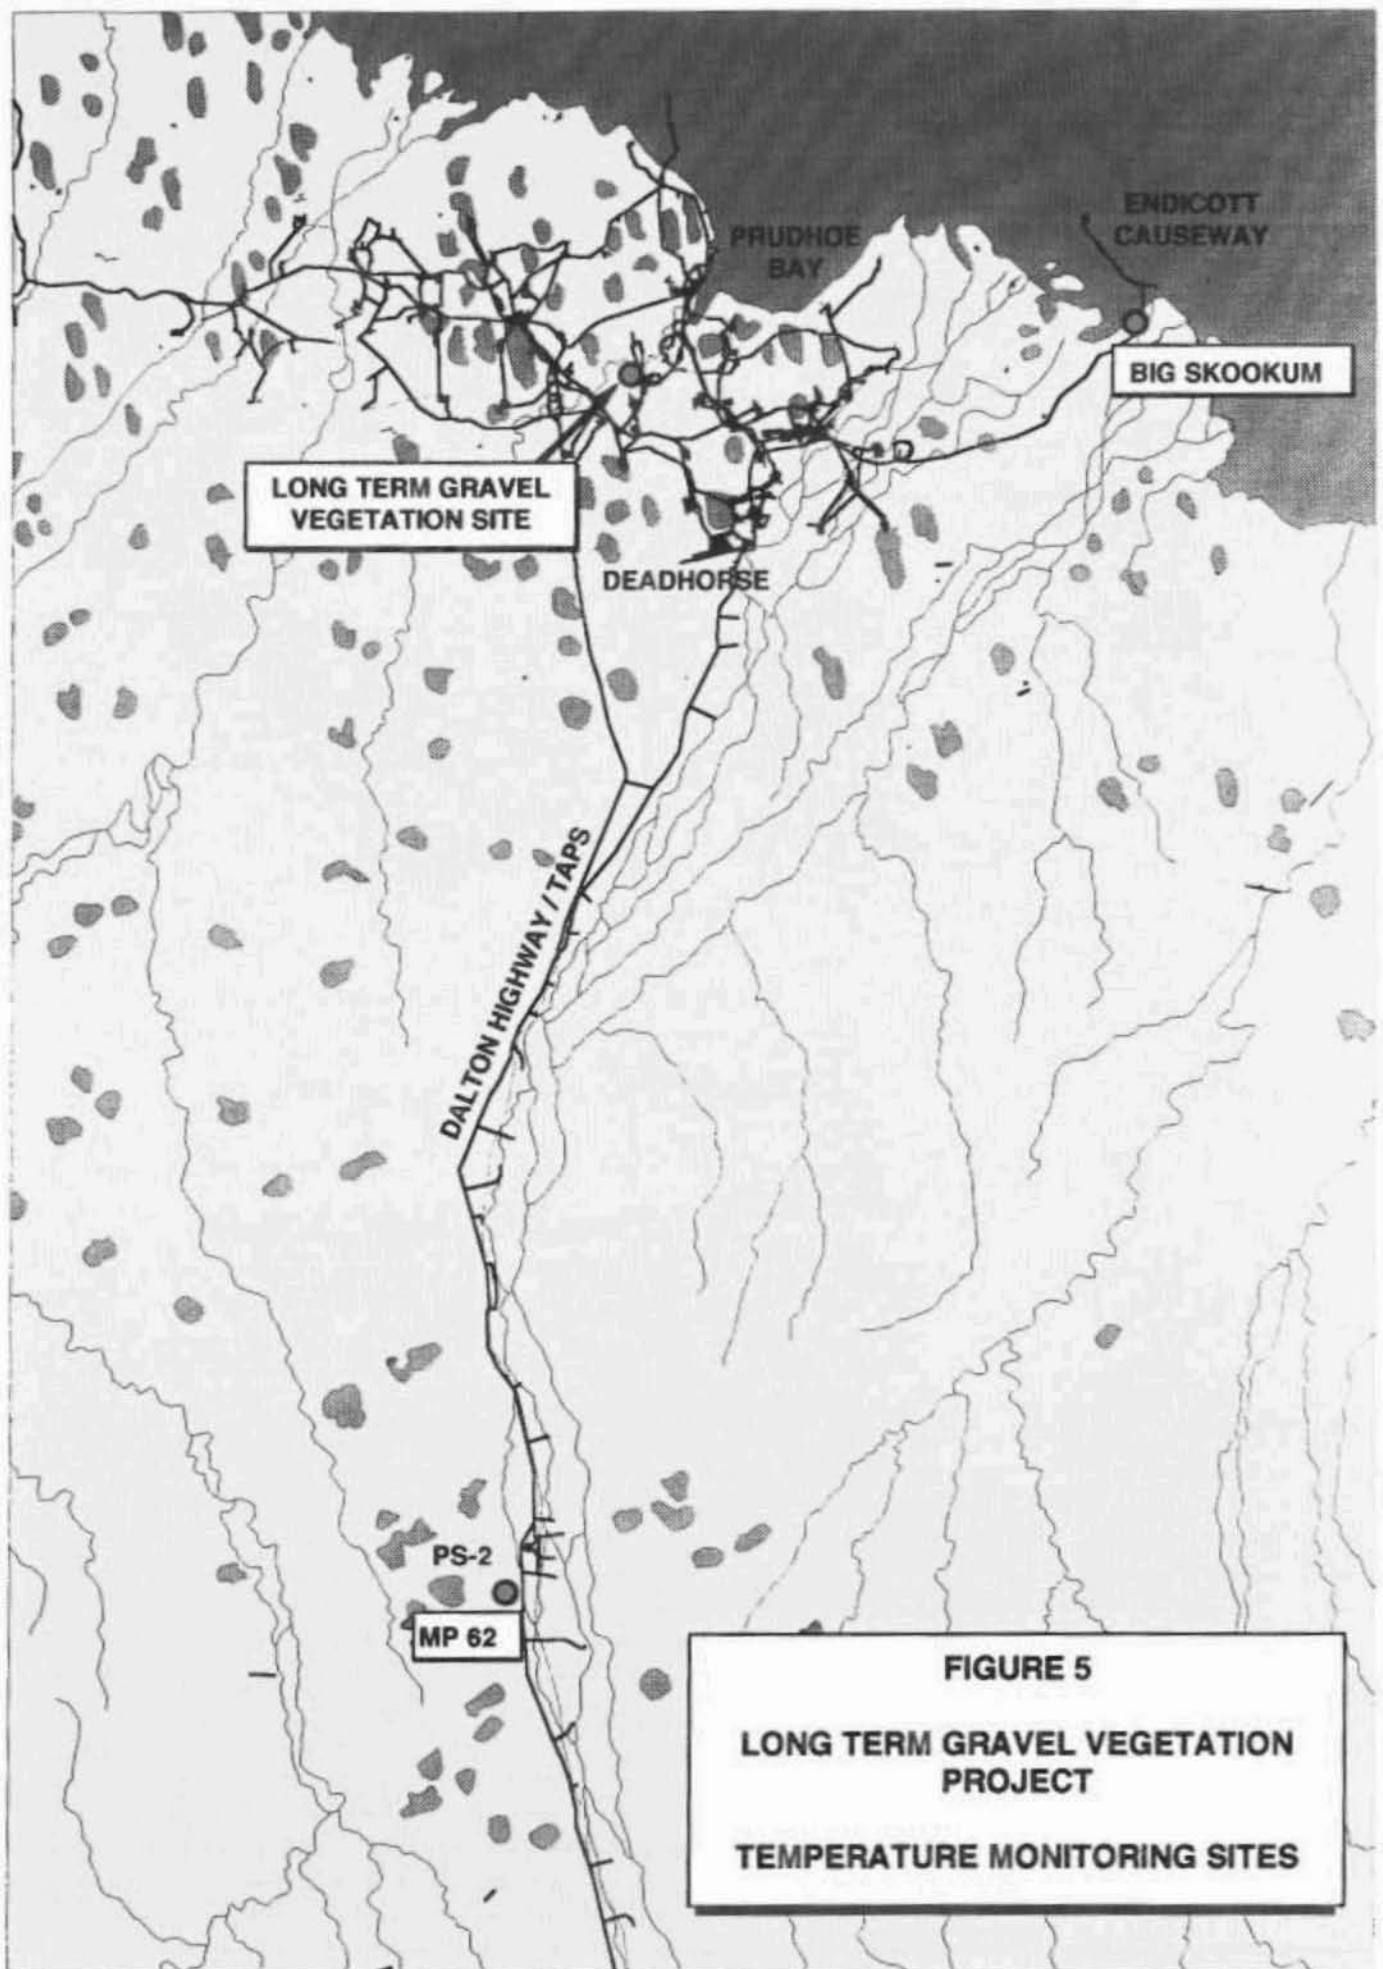 ENDICOTT
CAUSEWAY
PRUDHOE
BAY
BIG SKOOKUM
LONG TERM GRAVEL
VEGETATION SITE
DEADHORSE
DALTON HIGHWAY / TAPS
PS-2
MP 62
FIGURE 5
LONG TERM GRAVEL VEGETATION
PROJECT
TEMPERATURE MONITORING SITES